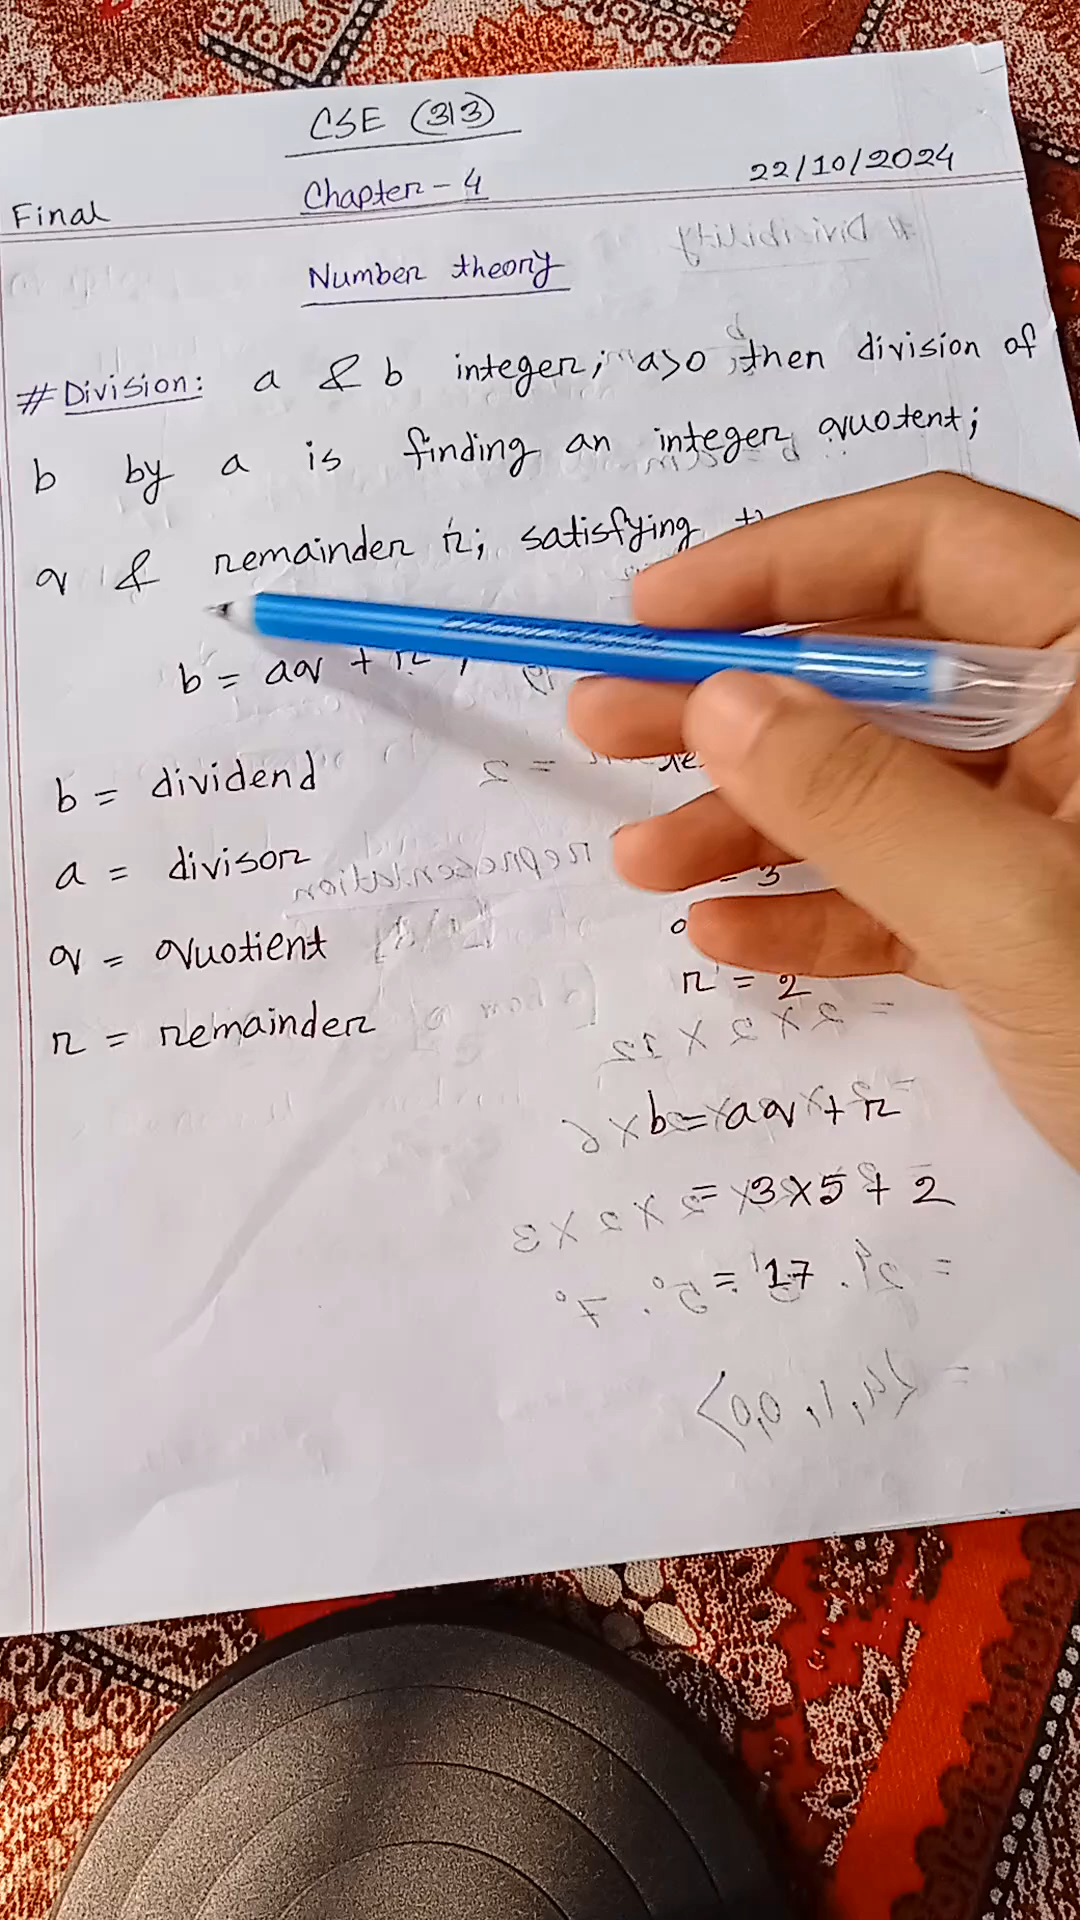 CSE (313)
Chapter - 4
22/10/2024
Final
Number theory
# Division: a & b integer; a>0 then division of
b by a is finding an integer quotent;
q & remainder r; satisfying
b = aq + r
b = dividend
a = divisor
= 3
q = Quotient
r = 2
r = remainder
b = aq + r
= 3 x 5 + 2
= 17